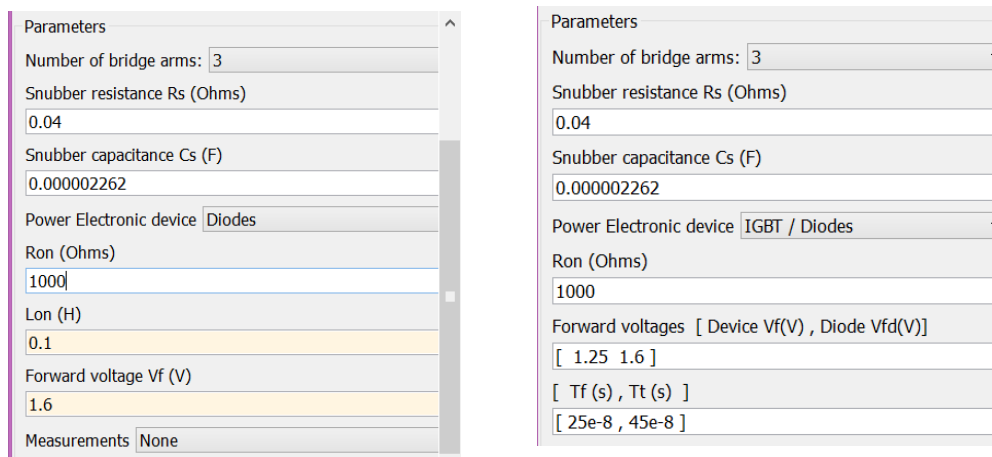 Parameters
Number of bridge arms: 3
Snubber resistance Rs (Ohms)
0.04
Snubber capacitance Cs (F)
0.000002262
Power Electronic device Diodes
Ron (Ohms)
1000
Lon (H)
0.1
Forward voltage Vf (V)
1.6
Measurements None
Parameters
Number of bridge arms: 3
Snubber resistance Rs (Ohms)
0.04
Snubber capacitance Cs (F)
0.000002262
Power Electronic device IGBT / Diodes
Ron (Ohms)
1000
Forward voltages [ Device Vf(V) , Diode Vfd(V)]
[ 1.25 1.6 ]
[ Tf (s) , Tt (s) ]
[ 25e-8 , 45e-8 ]